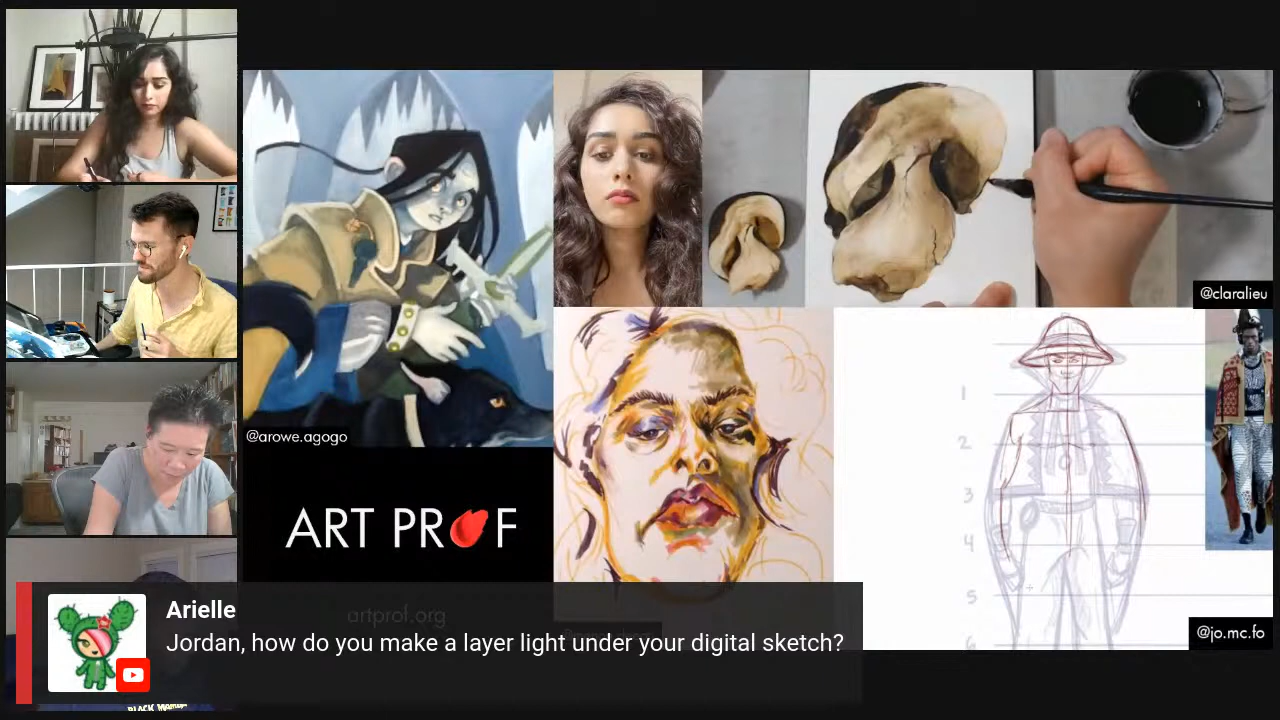 @claralieu
@arowe.agogo
ART PROF
artprof.org
1
2
3
4
5
6
@jo.mc.fo
Arielle
Jordan, how do you make a layer light under your digital sketch?